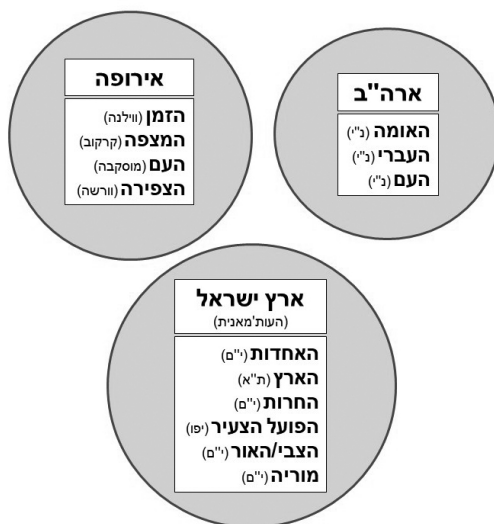 אירופה
הזמן (ווילנה)
המצפה (קרקוב)
העם (מוסקבה)
הצפירה (וורשה)
ארה"ב
האומה (נ"י)
העברי (נ"י)
העם (נ"י)
ארץ ישראל
(העות'מאנית)
האחדות (י"ם)
הארץ (ת"א)
החרות (י"ם)
הפועל הצעיר (יפו)
הצבי/האור (י"ם)
מוריה (י"ם)